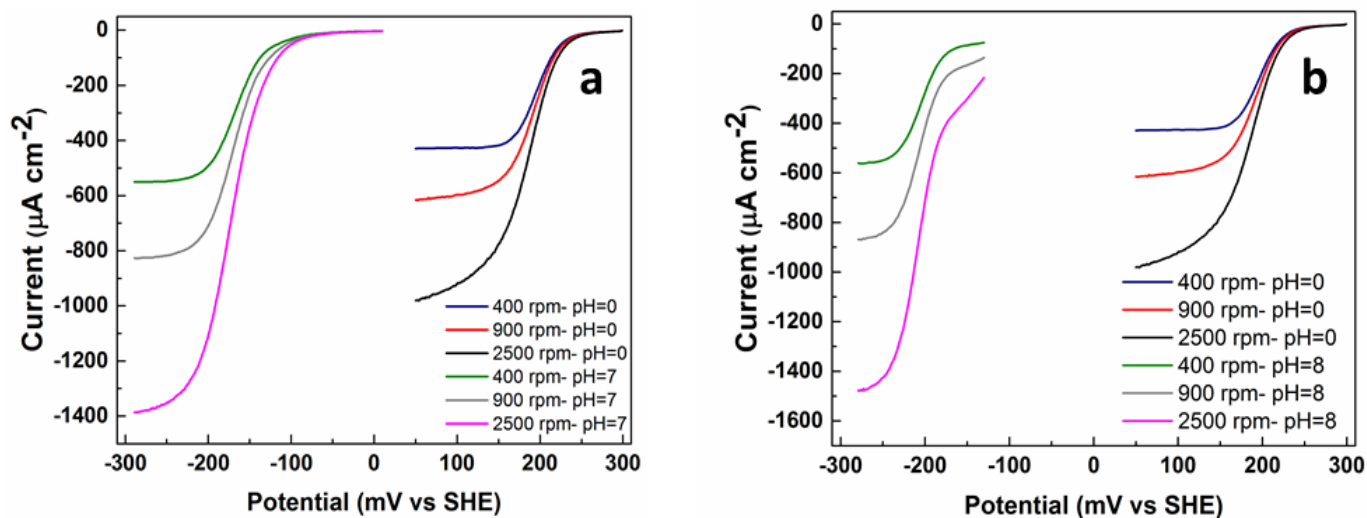 a
0
-200
-400
-600
-800
-1000
-1200
-1400
Current (μA cm-2)
400 rpm- pH=0
900 rpm- pH=0
2500 rpm- pH=0
400 rpm- pH=7
900 rpm- pH=7
2500 rpm- pH=7
-300 -200 -100 0 100 200 300
Potential (mV vs SHE)
b
0
-200
-400
-600
-800
-1000
-1200
-1400
-1600
Current (μA cm-2)
400 rpm- pH=0
900 rpm- pH=0
2500 rpm- pH=0
400 rpm- pH=8
900 rpm- pH=8
2500 rpm- pH=8
-300 -200 -100 0 100 200 300
Potential (mV vs SHE)